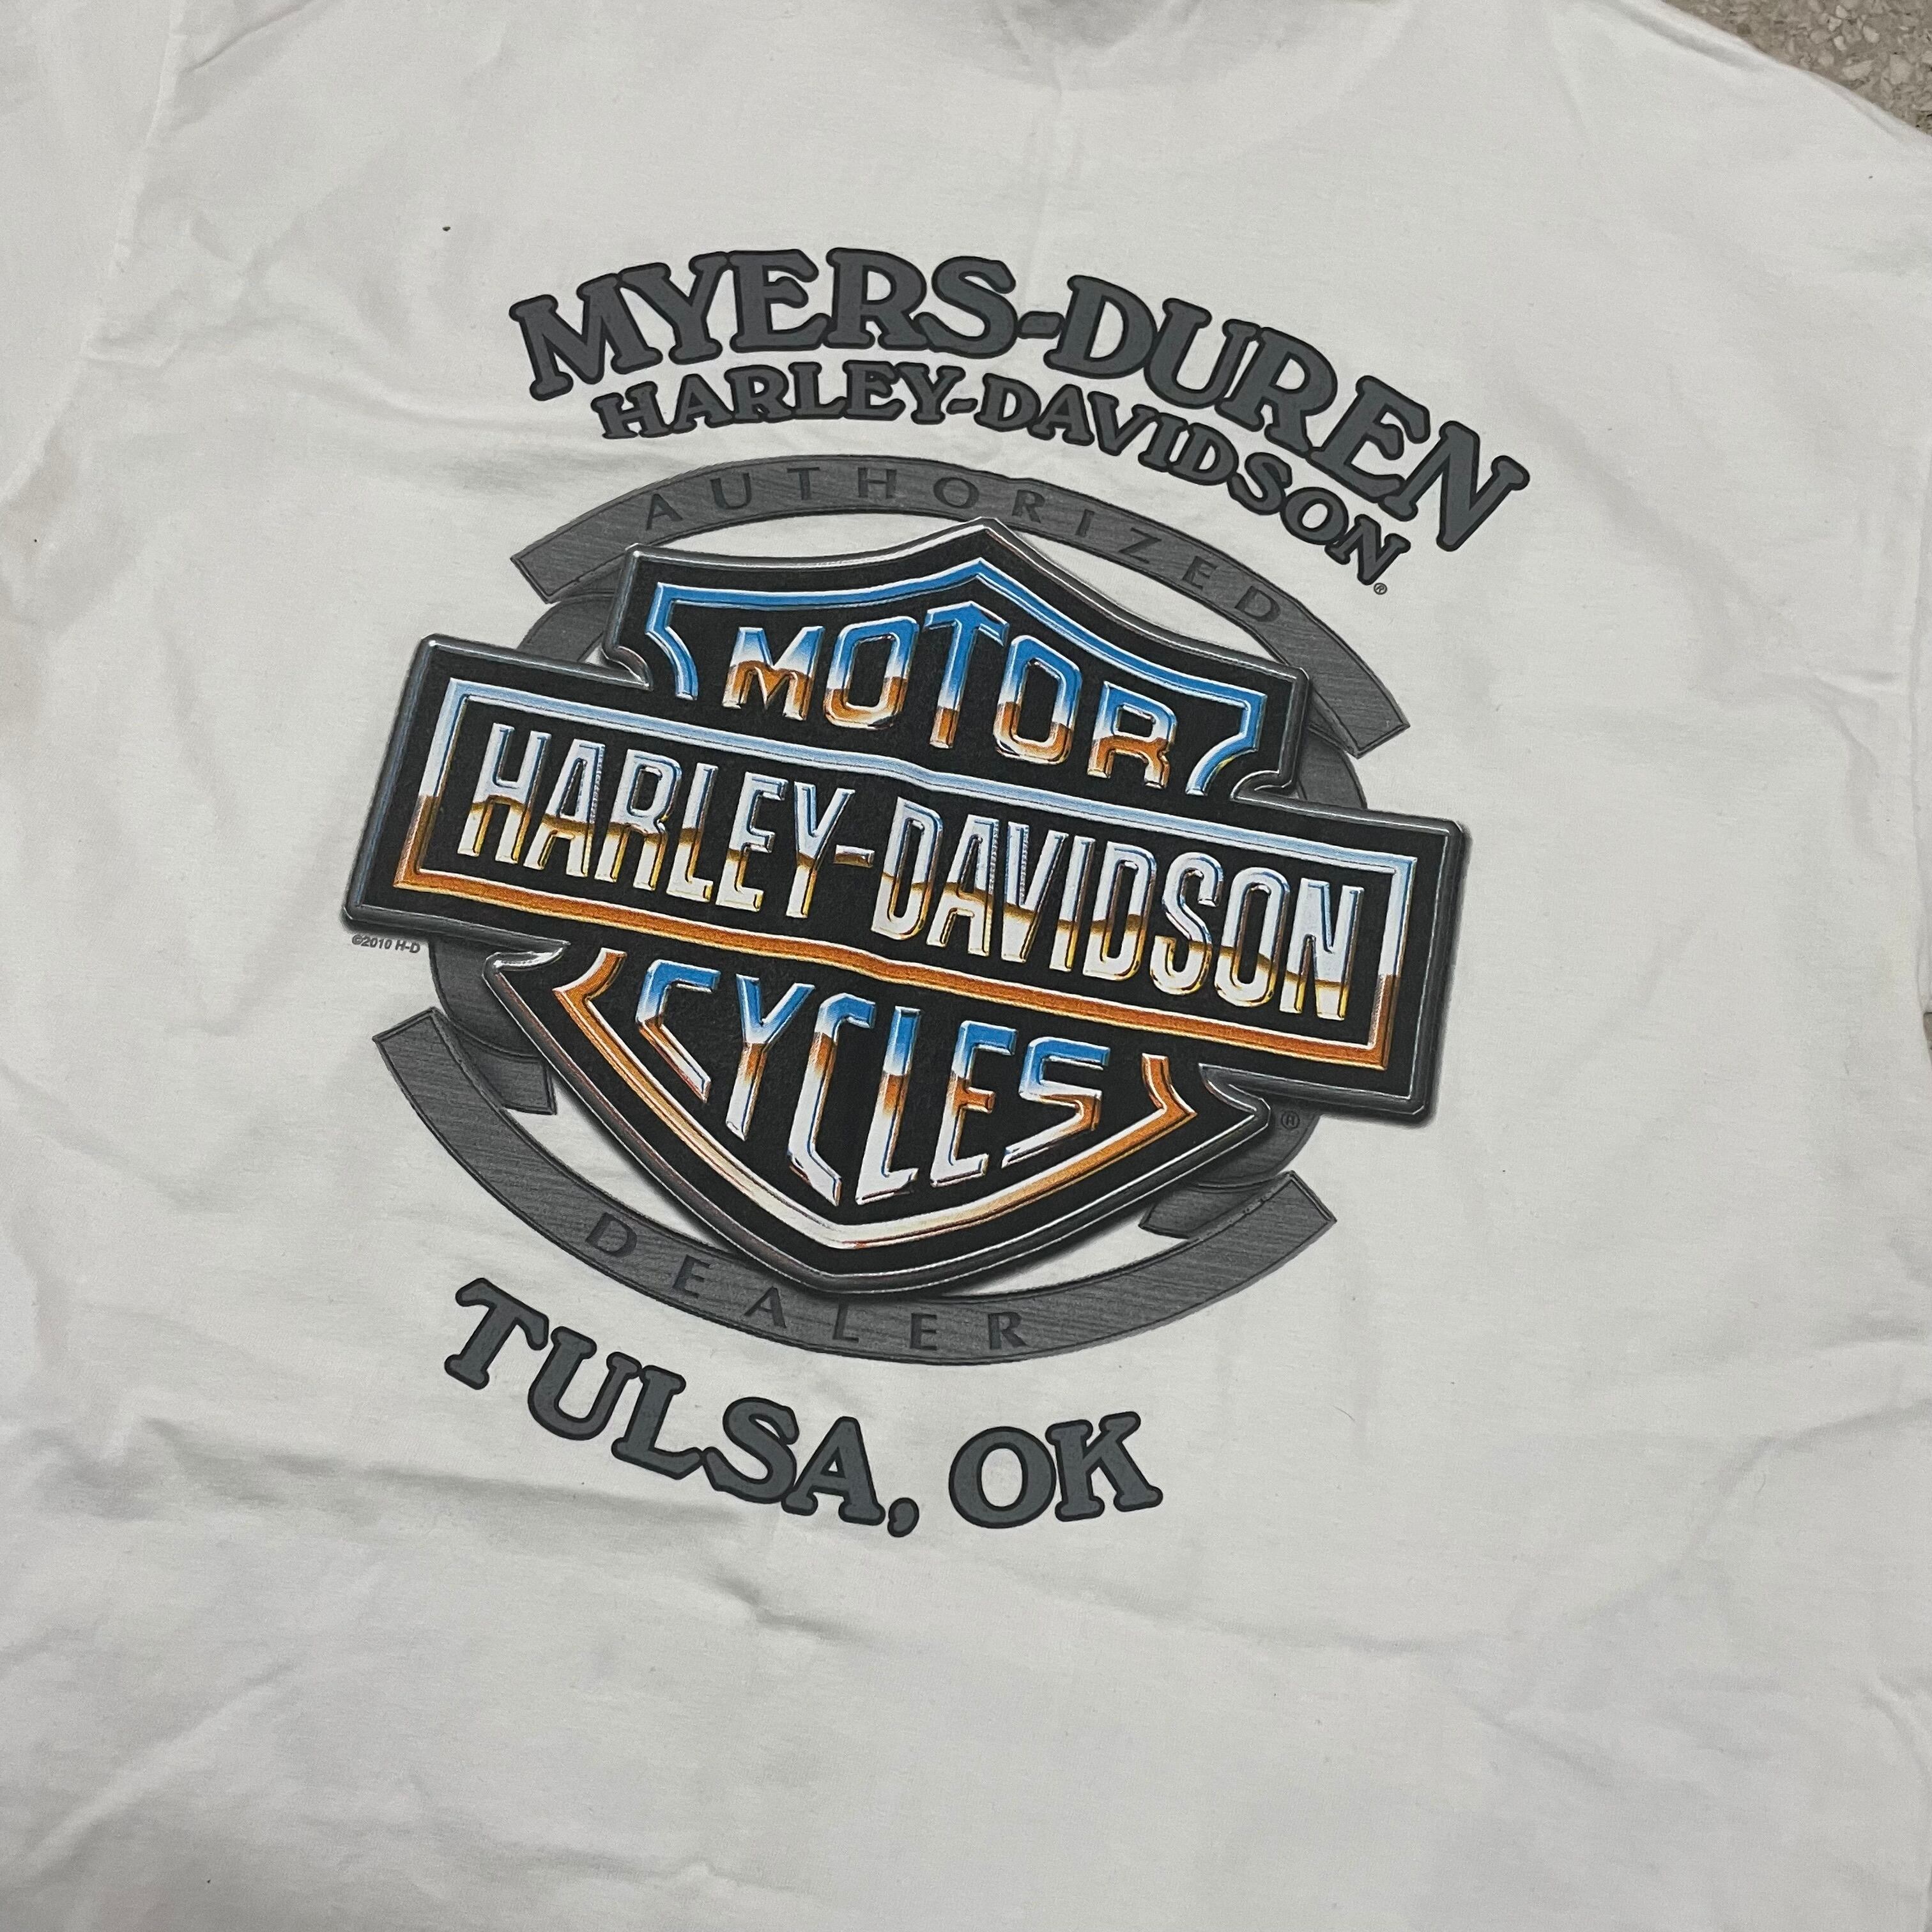 MYERS-DUREN
HARLEY-DAVIDSON®
AUTHORIZED
MOTOR
HARLEY-DAVIDSON
©2010 H-D
CYCLES
®
DEALER
TULSA, OK